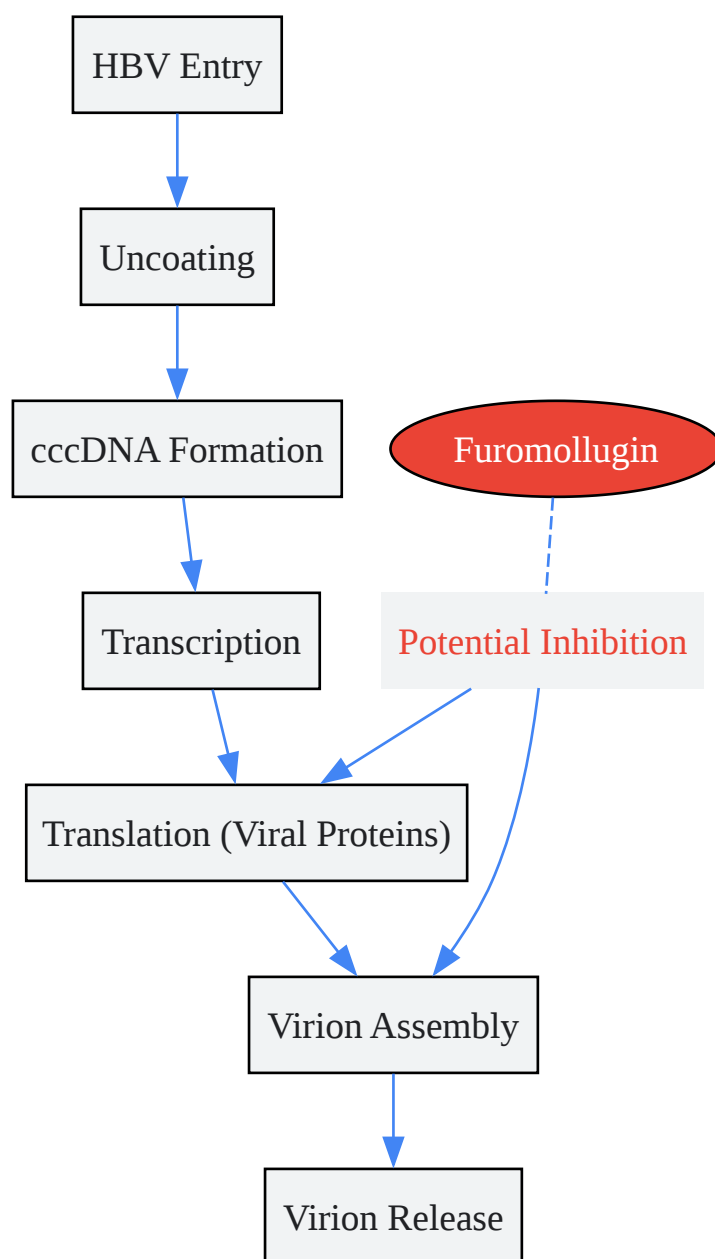 HBV Entry
Uncoating
cccDNA Formation
Furomollugin
Transcription
Potential Inhibition
Translation (Viral Proteins)
Virion Assembly
Virion Release